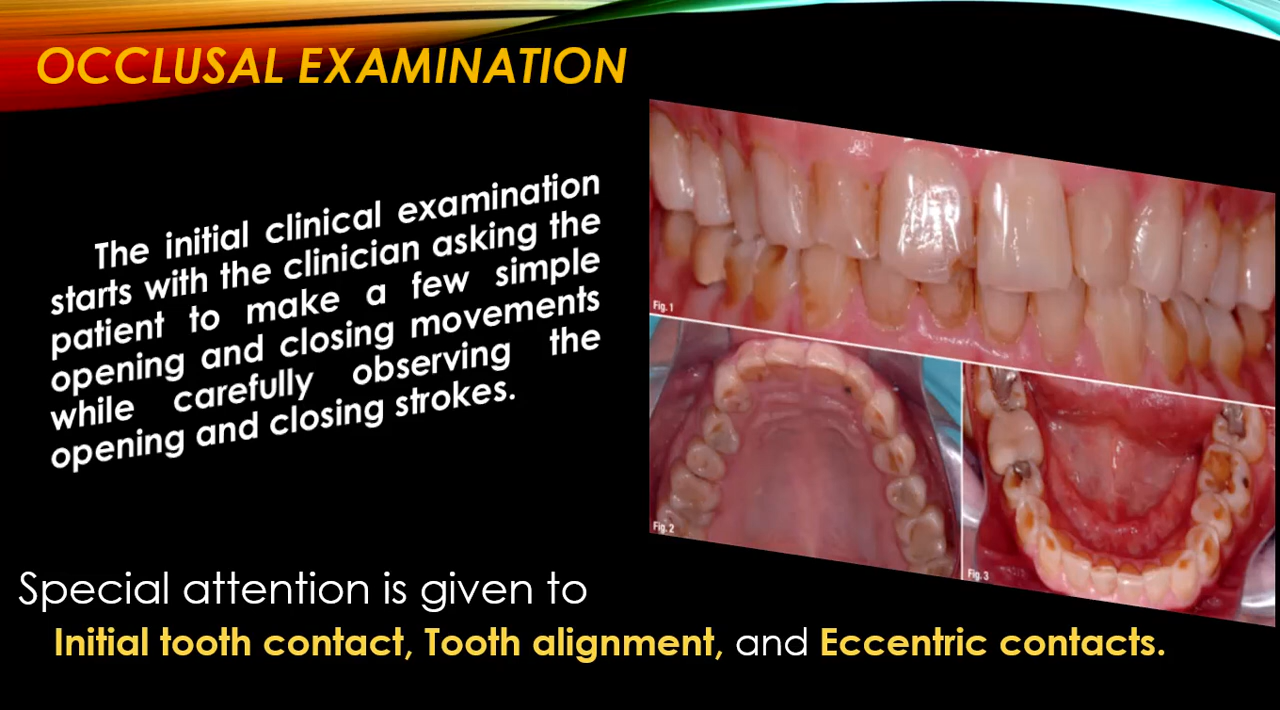 OCCLUSAL EXAMINATION
The initial clinical examination
starts with the clinician asking the
patient to make a few simple
opening and closing movements
while carefully observing the
opening and closing strokes.
Fig.1
Fig.2
Fig.3
Special attention is given to
Initial tooth contact, Tooth alignment, and Eccentric contacts.